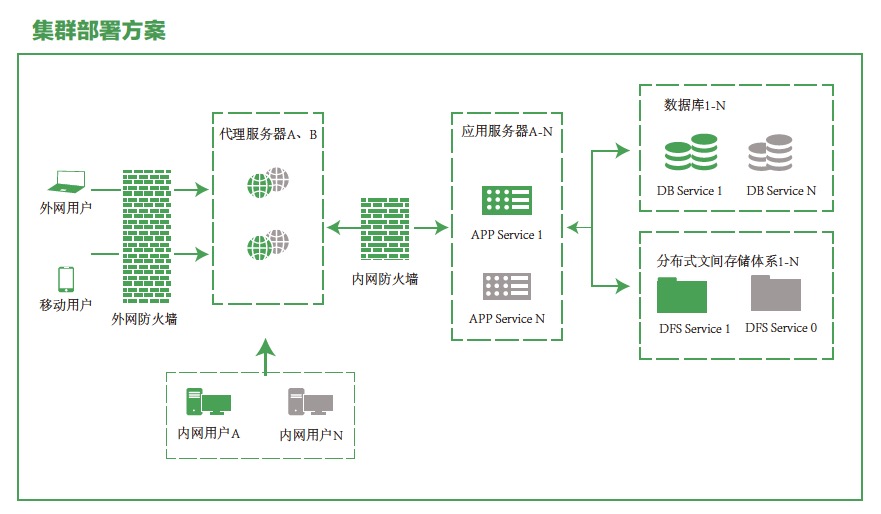 集群部署方案
外网用户
移动用户
外网防火墙
代理服务器A、B
内网防火墙
内网用户A
内网用户N
应用服务器A-N
APP Service 1
APP Service N
数据库1-N
DB Service 1
DB Service N
分布式文间存储体系1-N
DFS Service 1
DFS Service 0